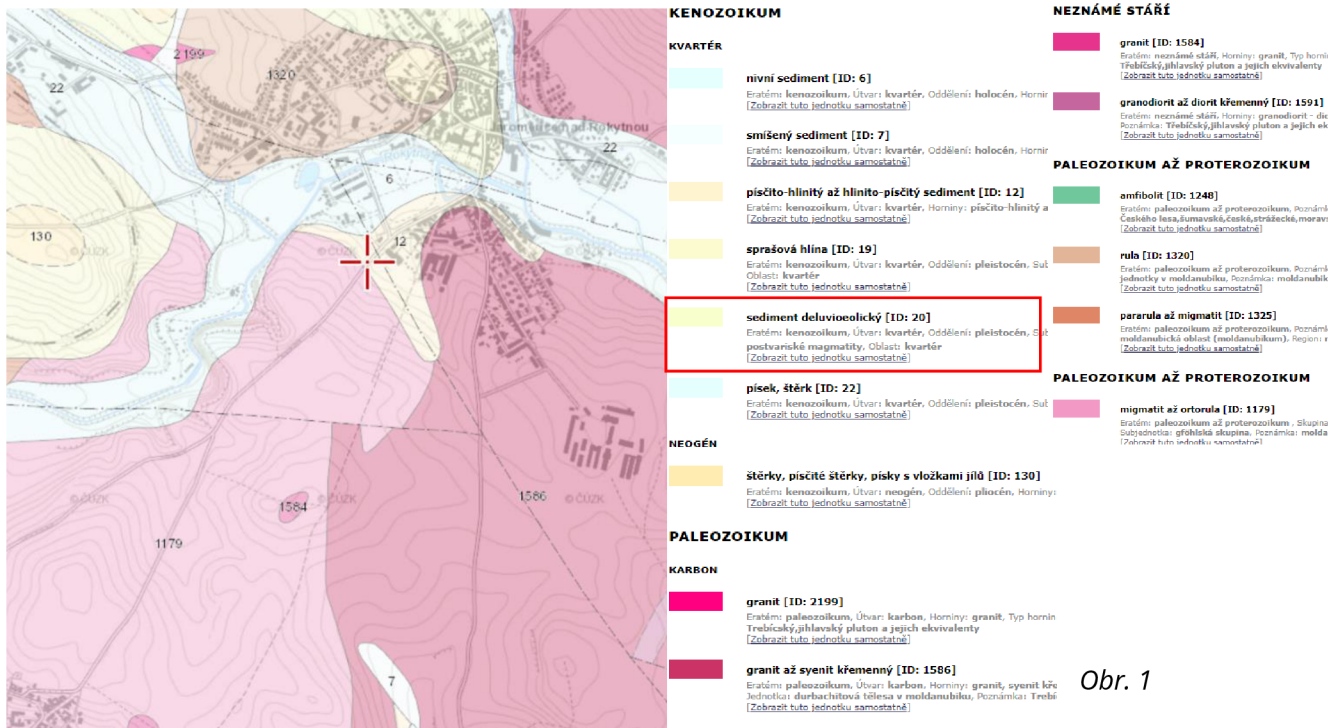 2199
1320
22
Jaroměřice nad Rokytnou
22
6
130
12
©ČÚZK
©ČÚZK
©ČÚZK
©ČÚZK
©ČÚZK
1584
1586
1179
7
KENOZOIKUM
KVARTÉR
nivní sediment [ID: 6]
Eratém: kenozoikum, Útvar: kvartér, Oddělení: holocén, Hornir
[Zobrazit tuto jednotku samostatně]
smíšený sediment [ID: 7]
Eratém: kenozoikum, Útvar: kvartér, Oddělení: holocén, Hornir
[Zobrazit tuto jednotku samostatně]
písčito-hlinitý až hlinito-písčitý sediment [ID: 12]
Eratém: kenozoikum, Útvar: kvartér, Horniny: písčito-hlinitý a
[Zobrazit tuto jednotku samostatně]
sprašová hlína [ID: 19]
Eratém: kenozoikum, Útvar: kvartér, Oddělení: pleistocén, Sub
Oblast: kvartér
[Zobrazit tuto jednotku samostatně]
sediment deluvioeolický [ID: 20]
Eratém: kenozoikum, Útvar: kvartér, Oddělení: pleistocén, Sub
postvariské magmatity, Oblast: kvartér
[Zobrazit tuto jednotku samostatně]
písek, štěrk [ID: 22]
Eratém: kenozoikum, Útvar: kvartér, Oddělení: pleistocén, Sub
[Zobrazit tuto jednotku samostatně]
NEOGÉN
štěrky, písčité štěrky, písky s vložkami jílů [ID: 130]
Eratém: kenozoikum, Útvar: neogén, Oddělení: pliocén, Horniny:
[Zobrazit tuto jednotku samostatně]
PALEOZOIKUM
KARBON
granit [ID: 2199]
Eratém: paleozoikum, Útvar: karbon, Horniny: granit, Typ hornin
Trebícský,jihlavský pluton a jejich ekvivalenty
[Zobrazit tuto jednotku samostatně]
granit až syenit křemenný [ID: 1586]
Eratém: paleozoikum, Útvar: karbon, Horniny: granit, syenit kře
Jednotka: durbachitová tělesa v moldanubiku, Poznámka: Trebí
[Zobrazit tuto jednotku samostatně]
NEZNÁMÉ STÁŘÍ
granit [ID: 1584]
Eratém: neznámé stáří, Horniny: granit, Typ hornin
Třebíčský,jihlavský pluton a jejich ekvivalenty
[Zobrazit tuto jednotku samostatně]
granodiorit až diorit křemenný [ID: 1591]
Eratém: neznámé stáří, Horniny: granodiorit - dio
Poznámka: Třebíčský,jihlavský pluton a jejich ek
[Zobrazit tuto jednotku samostatně]
PALEOZOIKUM AŽ PROTEROZOIKUM
amfibolit [ID: 1248]
Eratém: paleozoikum až proterozoikum, Poznámk
Českého lesa,šumavské,české,strážecké,moravs
[Zobrazit tuto jednotku samostatně]
rula [ID: 1320]
Eratém: paleozoikum až proterozoikum, Poznámk
jednotky v moldanubiku, Poznámka: moldanubik
[Zobrazit tuto jednotku samostatně]
pararula až migmatit [ID: 1325]
Eratém: paleozoikum až proterozoikum, Poznámk
moldanubická oblast (moldanubikum), Region: m
[Zobrazit tuto jednotku samostatně]
PALEOZOIKUM AŽ PROTEROZOIKUM
migmatit až ortorula [ID: 1179]
Eratém: paleozoikum až proterozoikum , Skupina
Subjednotka: gföhlská skupina, Poznámka: molda
[Zobrazit tuto jednotku samostatně]
Obr. 1